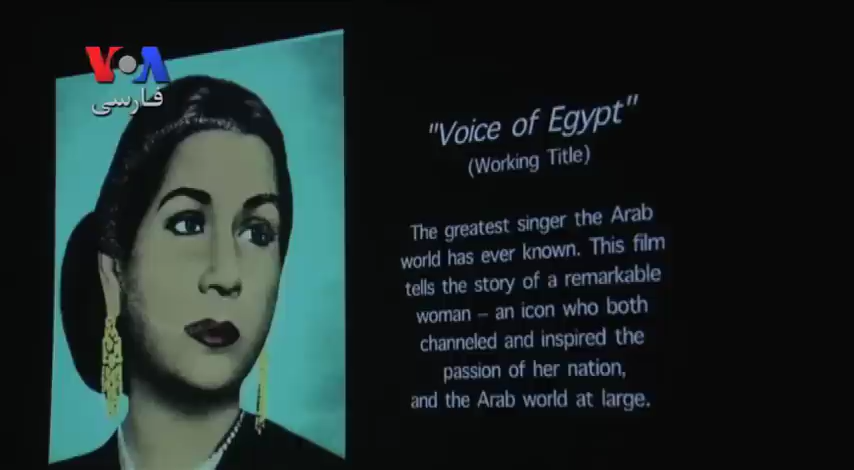 VOA
فارسی
"Voice of Egypt"
(Working Title)
The greatest singer the Arab
world has ever known. This film
tells the story of a remarkable
woman – an icon who both
channeled and inspired the
passion of her nation,
and the Arab world at large.